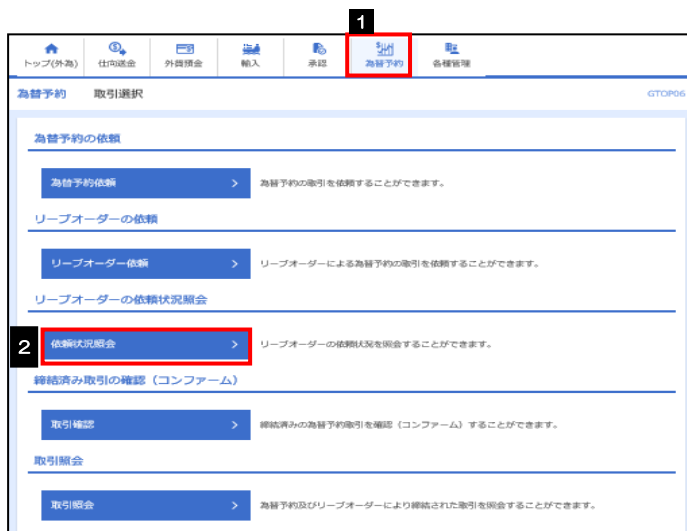 1
トップ(外為) 仕向送金 外貨預金 輸入 承認 為替予約 各種管理
為替予約 取引選択 GTOP06
為替予約の依頼
為替予約依頼 為替予約の取引を依頼することができます。
リーブオーダーの依頼
リーブオーダー依頼 リーブオーダーによる為替予約の取引を依頼することができます。
リーブオーダーの依頼状況照会
2 依頼状況照会 リーブオーダーの依頼状況を照会することができます。
締結済み取引の確認（コンファーム）
取引確認 締結済みの為替予約取引を確認（コンファーム）することができます。
取引照会
取引照会 為替予約及びリーブオーダーにより締結された取引を照会することができます。